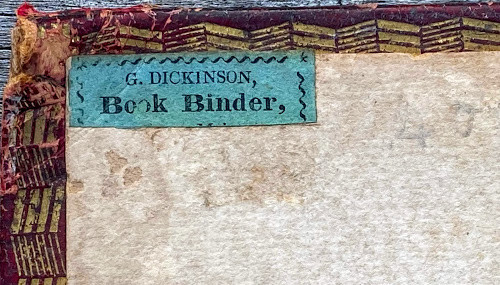 G. DICKINSON,
Book Binder,